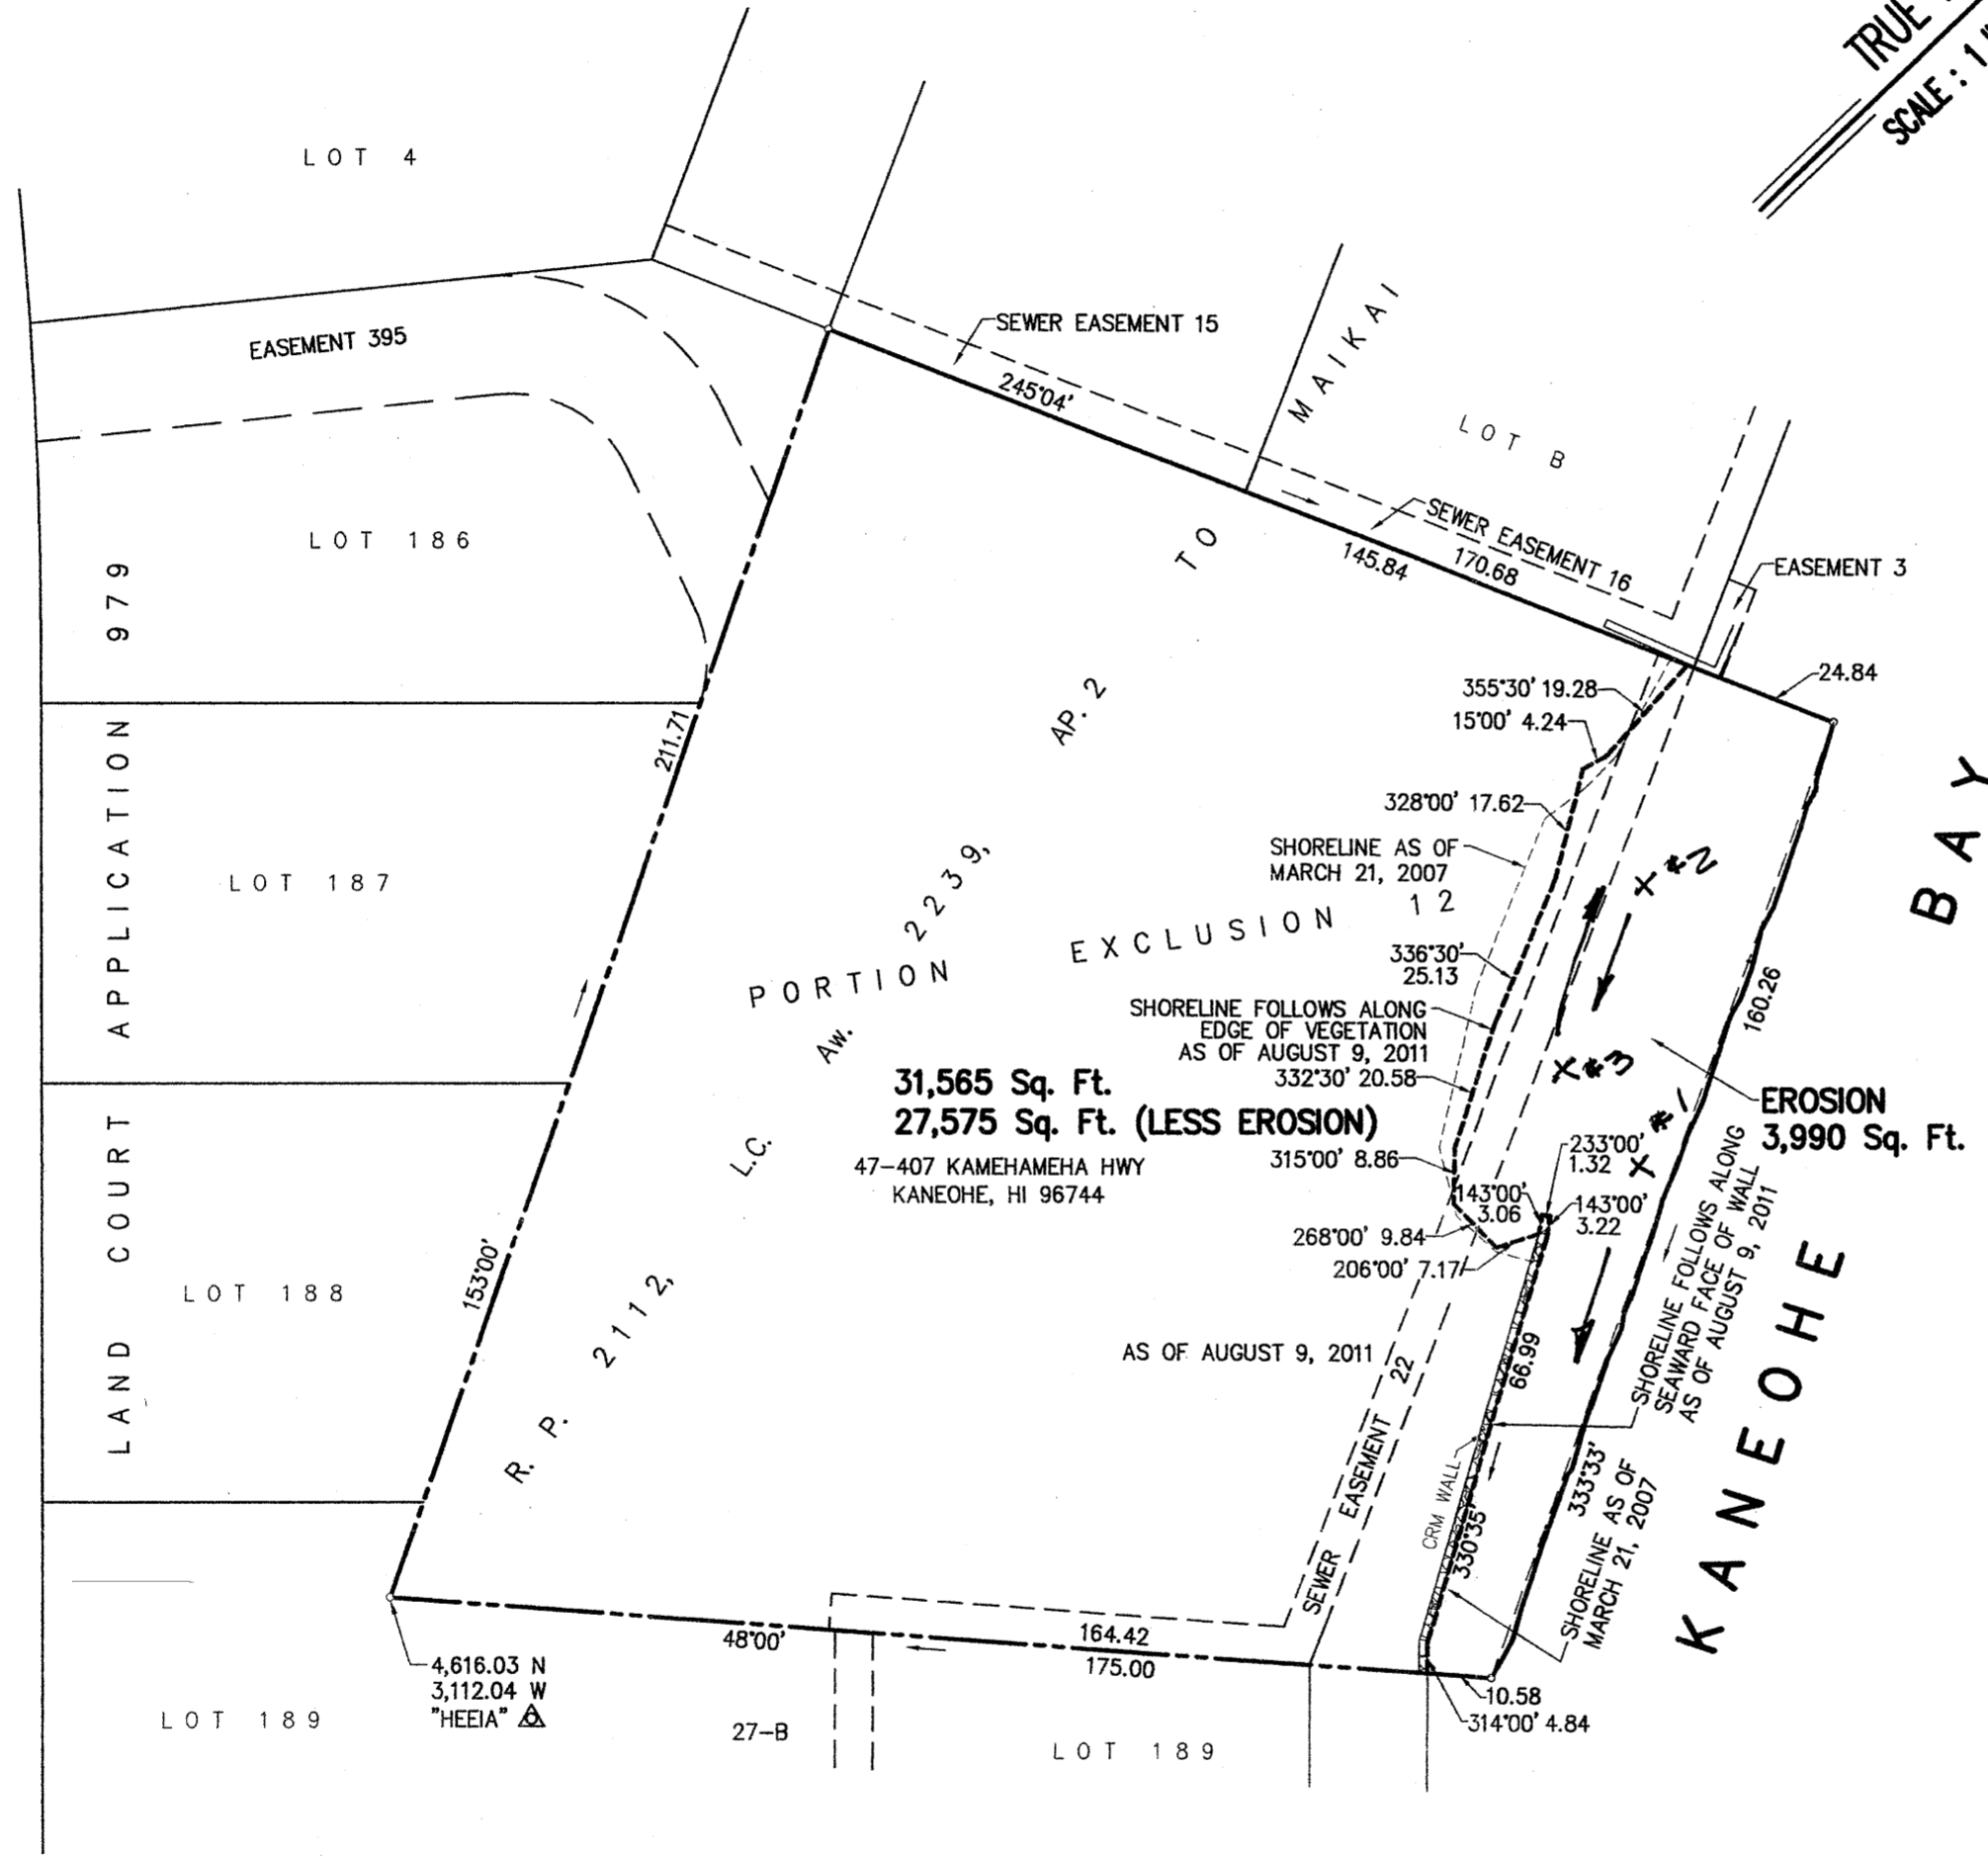 TRUE
SCALE : 1
LOT 4
EASEMENT 395
SEWER EASEMENT 15
245°04'
MAIKAI
LOT B
TO
SEWER EASEMENT 16
145.84
170.68
EASEMENT 3
LOT 186
LAND COURT APPLICATION 979
24.84
355°30' 19.28
15°00' 4.24
AP. 2
211.71
328°00' 17.62
SHORELINE AS OF
MARCH 21, 2007
X #2
BAY
LOT 187
2239,
PORTION EXCLUSION 12
336°30'
25.13
160.26
Aw.
SHORELINE FOLLOWS ALONG
EDGE OF VEGETATION
AS OF AUGUST 9, 2011
332°30' 20.58
X #3
31,565 Sq. Ft.
27,575 Sq. Ft. (LESS EROSION)
X #1
EROSION
3,990 Sq. Ft.
L.C.
47-407 KAMEHAMEHA HWY
KANEOHE, HI 96744
315°00' 8.86
233°00'
1.32
143°00'
3.06
143°00'
3.22
268°00' 9.84
206°00' 7.17
SHORELINE FOLLOWS ALONG
SEAWARD FACE OF WALL
AS OF AUGUST 9, 2011
KANEOHE
LOT 188
153°00'
2112,
R. P.
AS OF AUGUST 9, 2011
66.99
SEWER EASEMENT 22
CRM WALL
330°35'
333°33'
SHORELINE AS OF
MARCH 21, 2007
48°00'
164.42
175.00
10.58
314°00' 4.84
4,616.03 N
3,112.04 W
"HEEIA"
LOT 189
27-B
LOT 189